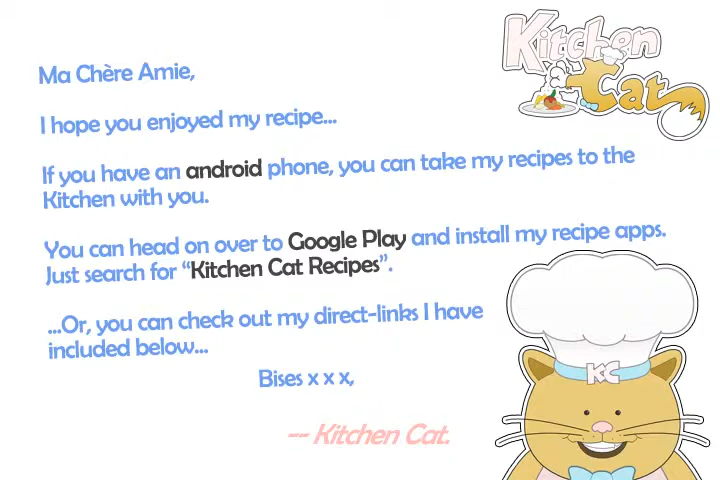 Kitchen
Cat
Ma Chère Amie,
I hope you enjoyed my recipe...
If you have an android phone, you can take my recipes to the
Kitchen with you.
You can head on over to Google Play and install my recipe apps.
Just search for “Kitchen Cat Recipes”.
...Or, you can check out my direct-links I have
included below...
Bises x x x,
-- Kitchen Cat.
KC